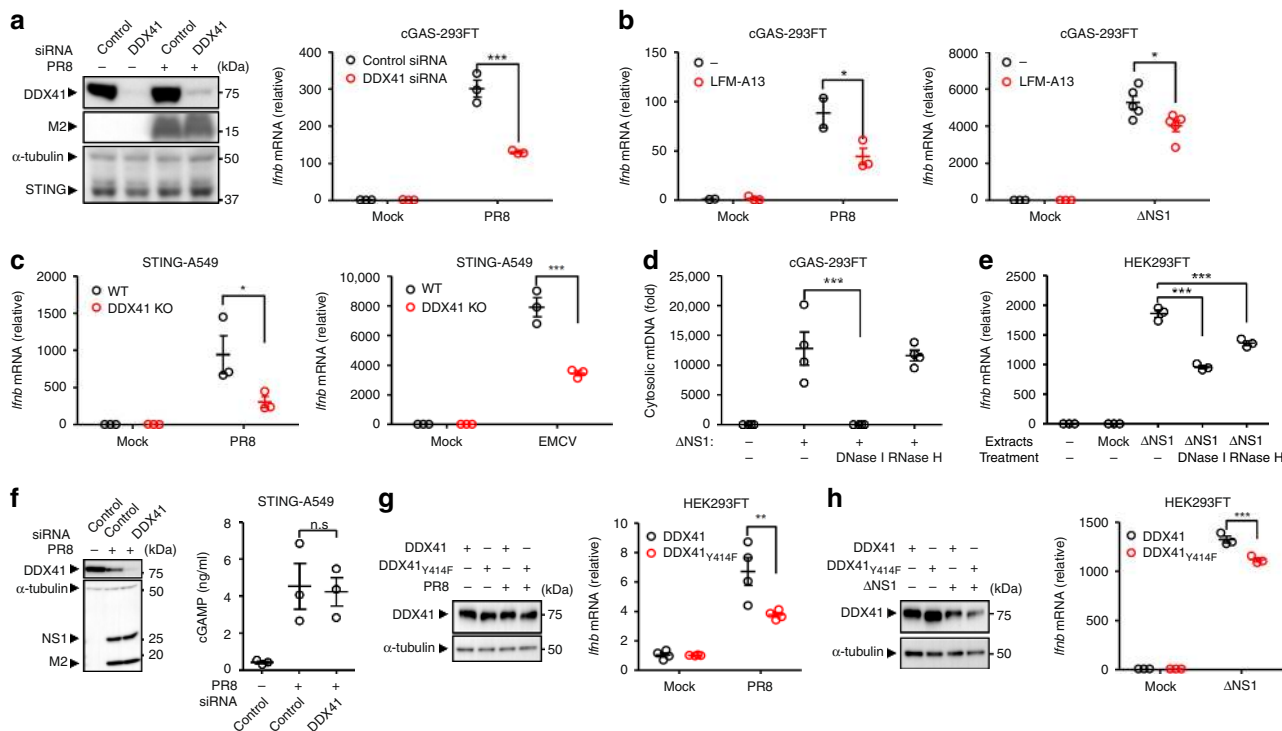 a
siRNA
Control
DDX41
Control
DDX41
PR8
–
–
+
+
(kDa)
DDX41
75
M2
15
α-tubulin
50
STING
37
cGAS-293FT
Ifnb mRNA (relative)
400
300
200
100
0
Control siRNA
DDX41 siRNA
***
Mock
PR8
b
cGAS-293FT
Ifnb mRNA (relative)
150
100
50
0
–
LFM-A13
*
Mock
PR8
cGAS-293FT
Ifnb mRNA (relative)
8000
6000
4000
2000
0
–
LFM-A13
*
Mock
ΔNS1
c
STING-A549
Ifnb mRNA (relative)
2000
1500
1000
500
0
WT
DDX41 KO
*
Mock
PR8
STING-A549
Ifnb mRNA (relative)
10,000
8000
6000
4000
2000
0
WT
DDX41 KO
***
Mock
EMCV
d
cGAS-293FT
Cytosolic mtDNA (fold)
25,000
20,000
15,000
10,000
5000
0
***
ΔNS1:
–
+
+
+
–
–
DNase I RNase H
e
HEK293FT
Ifnb mRNA (relative)
2500
2000
1500
1000
500
0
***
***
Extracts
–
Mock
ΔNS1
ΔNS1
ΔNS1
Treatment
–
–
–
DNase I RNase H
f
siRNA
Control
Control
DDX41
PR8
–
+
+
(kDa)
DDX41
75
α-tubulin
50
NS1
25
20
M2
15
STING-A549
cGAMP (ng/ml)
8
6
4
2
0
n.s
PR8
–
+
+
siRNA
Control
Control
DDX41
g
DDX41
+
–
+
–
DDX41Y414F
–
+
–
+
PR8
–
–
+
+
(kDa)
DDX41
75
α-tubulin
50
HEK293FT
Ifnb mRNA (relative)
10
8
6
4
2
0
DDX41
DDX41Y414F
**
Mock
PR8
h
DDX41
+
–
+
–
DDX41Y414F
–
+
–
+
ΔNS1
–
–
+
+
(kDa)
DDX41
75
α-tubulin
50
HEK293FT
Ifnb mRNA (relative)
1500
1000
500
0
DDX41
DDX41Y414F
***
Mock
ΔNS1